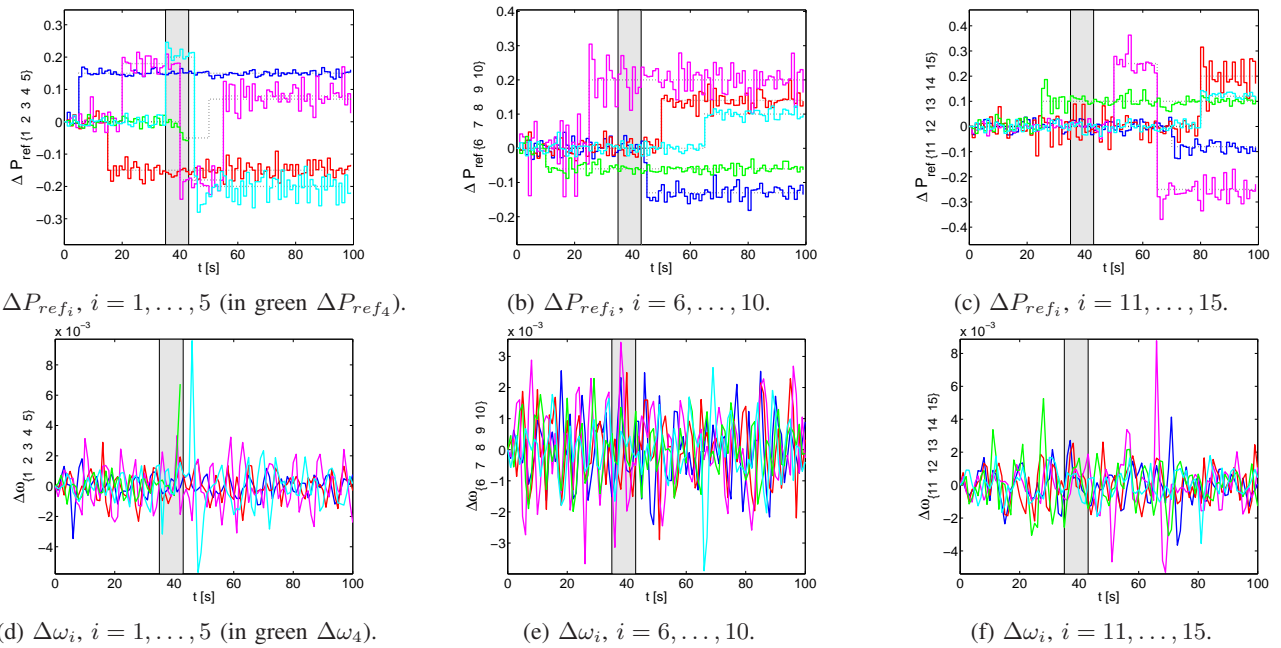 0.3
0.2
0.1
0
−0.1
−0.2
−0.3
Δ P_ref {1 2 3 4 5}
0 20 40 60 80 100
t [s]
ΔP_{ref_i}, i = 1, . . . , 5 (in green ΔP_{ref_4}).
0.4
0.3
0.2
0.1
0
−0.1
−0.2
Δ P_ref {6 7 8 9 10}
0 20 40 60 80 100
t [s]
(b) ΔP_{ref_i}, i = 6, . . . , 10.
0.4
0.3
0.2
0.1
0
−0.1
−0.2
−0.3
−0.4
Δ P_ref {11 12 13 14 15}
0 20 40 60 80 100
t [s]
(c) ΔP_{ref_i}, i = 11, . . . , 15.
x 10⁻³
8
6
4
2
0
−2
−4
Δω_{1 2 3 4 5}
0 20 40 60 80 100
t [s]
(d) Δω_i, i = 1, . . . , 5 (in green Δω_4).
x 10⁻³
3
2
1
0
−1
−2
−3
Δω_{6 7 8 9 10}
0 20 40 60 80 100
t [s]
(e) Δω_i, i = 6, . . . , 10.
x 10⁻³
8
6
4
2
0
−2
−4
Δω_{11 12 13 14 15}
0 20 40 60 80 100
t [s]
(f) Δω_i, i = 11, . . . , 15.